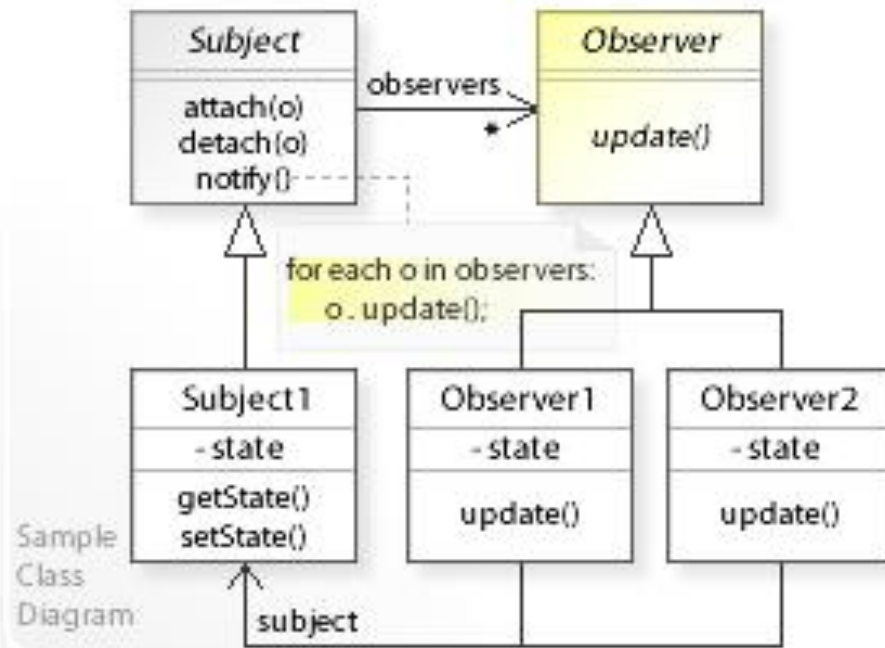 Subject
attach(o)
detach(o)
notify()
observers
*
Observer
update()
for each o in observers:
o . update();
Subject1
- state
getState()
setState()
Observer1
- state
update()
Observer2
- state
update()
subject
Sample
Class
Diagram